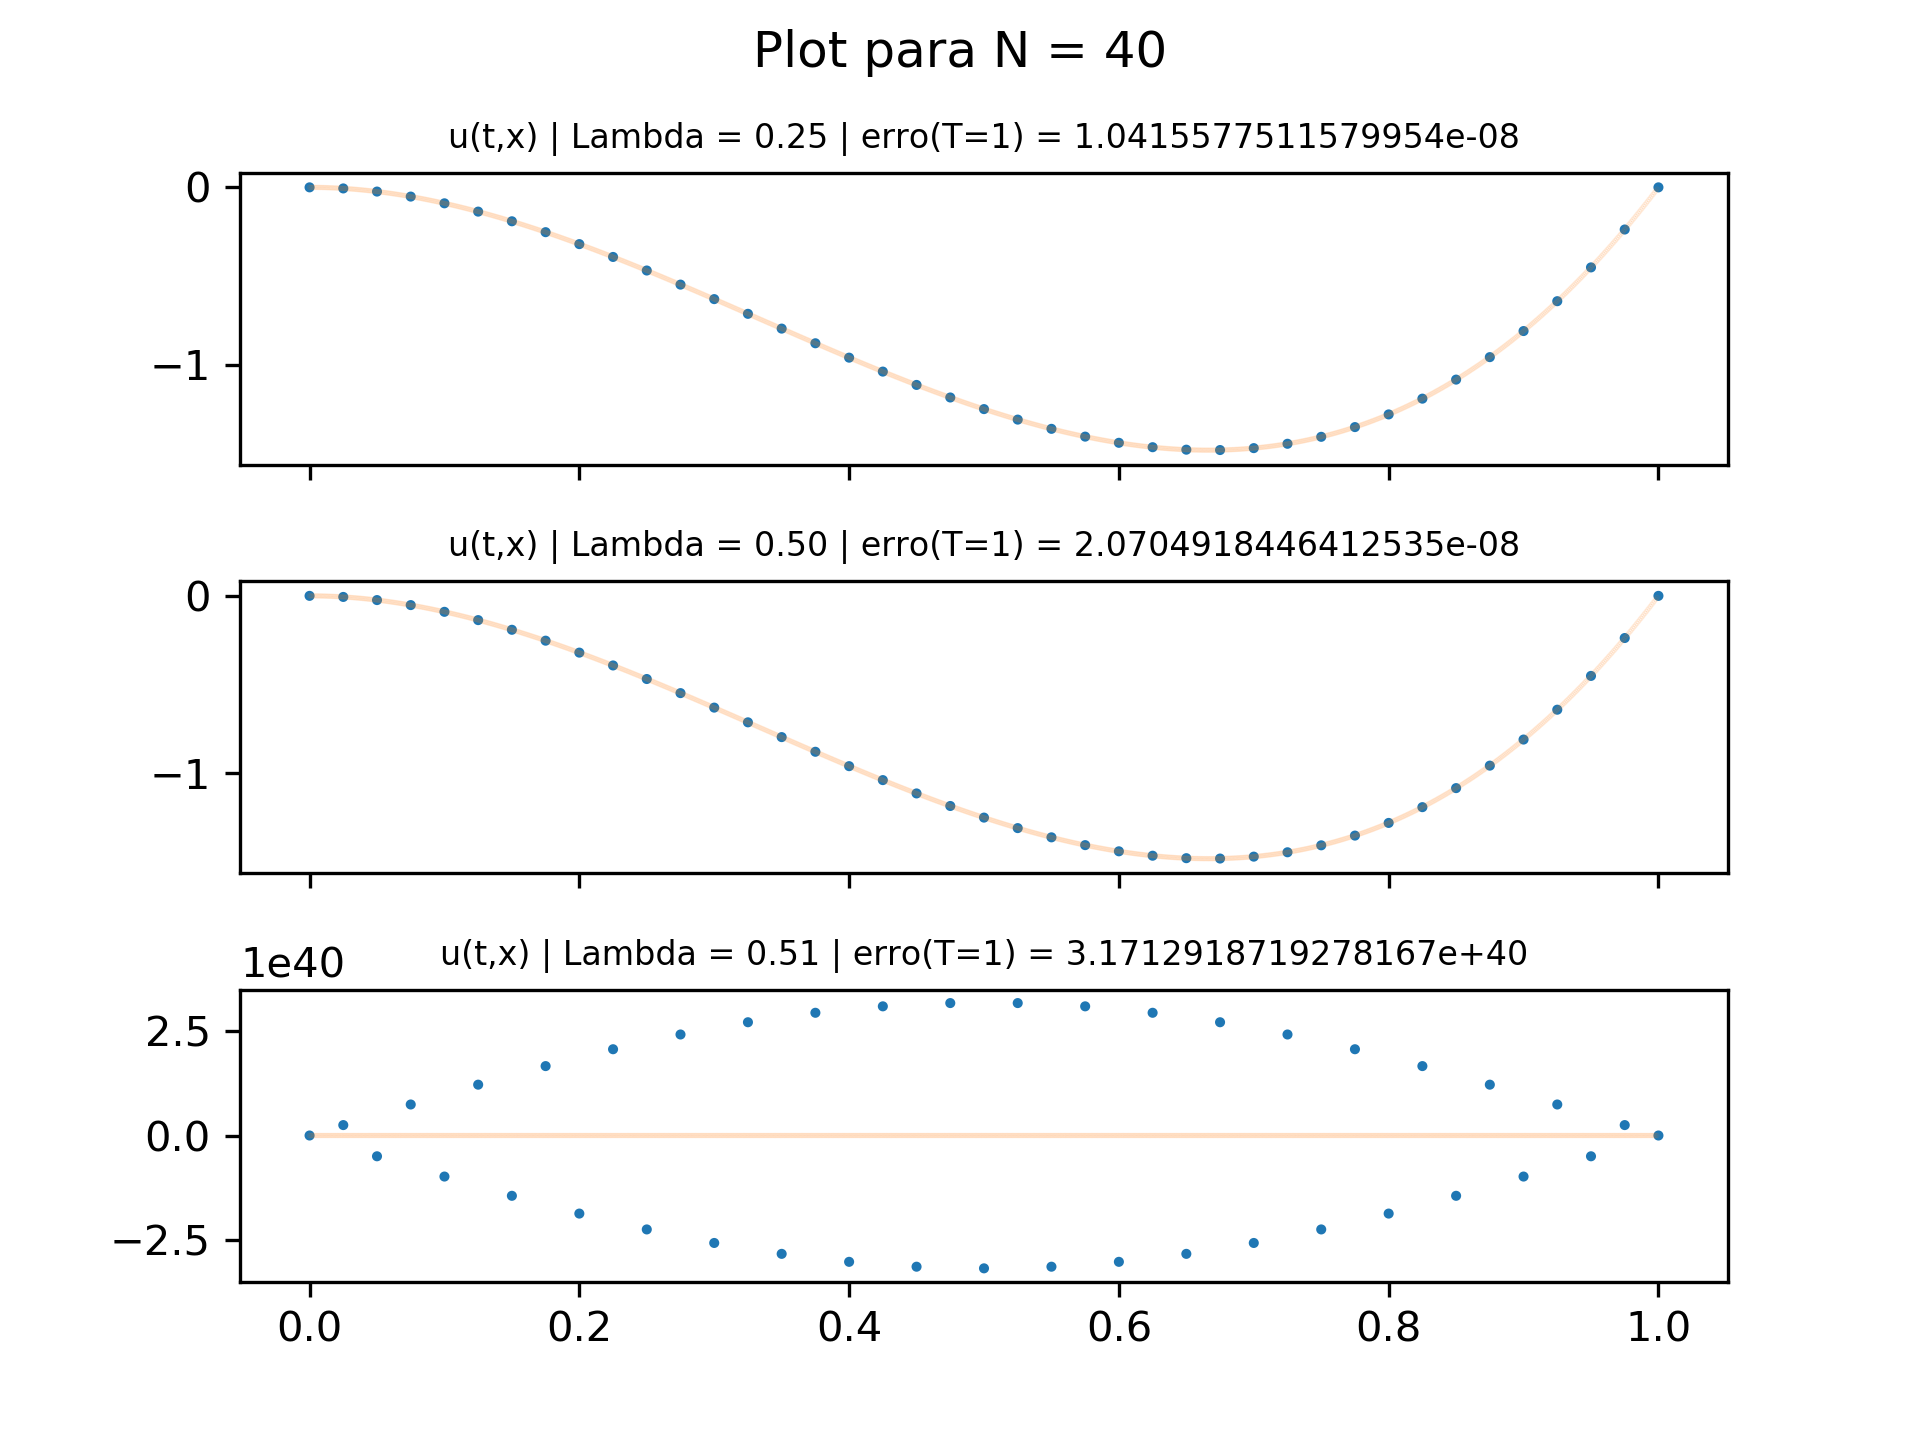 Plot para N = 40
u(t,x) | Lambda = 0.25 | erro(T=1) = 1.0415577511579954e-08
0
−1
u(t,x) | Lambda = 0.50 | erro(T=1) = 2.0704918446412535e-08
0
−1
1e40
u(t,x) | Lambda = 0.51 | erro(T=1) = 3.1712918719278167e+40
2.5
0.0
−2.5
0.0 0.2 0.4 0.6 0.8 1.0